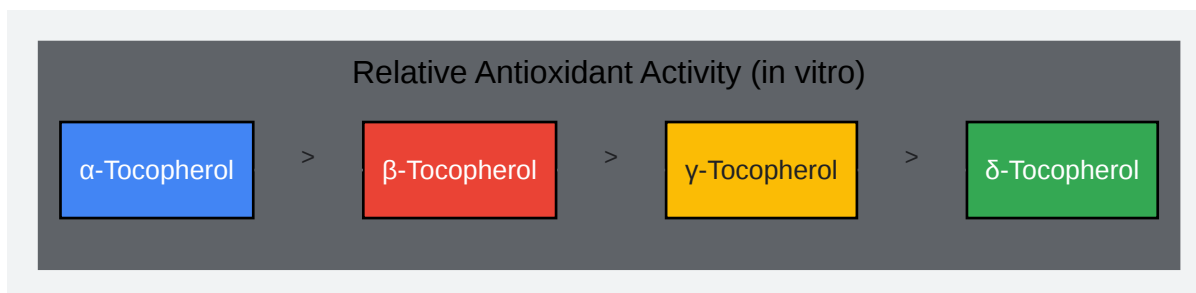 Relative Antioxidant Activity (in vitro)
α-Tocopherol > β-Tocopherol > γ-Tocopherol > δ-Tocopherol